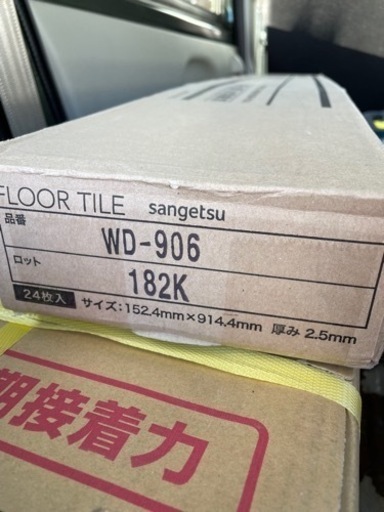 FLOOR TILE sangetsu
品番 WD-906
ロット 182K
24枚入 サイズ:152.4mm×914.4mm 厚み 2.5mm
期接着力